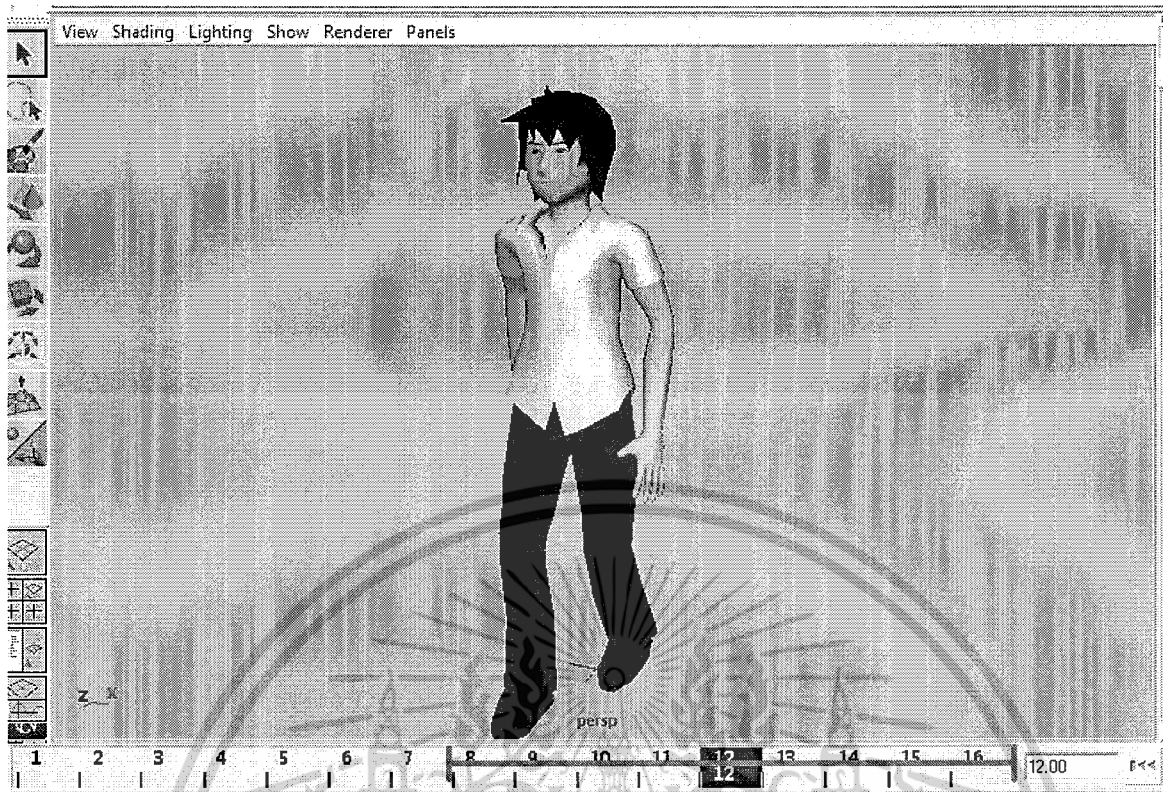 View Shading Lighting Show Renderer Panels
z x
persp
1 2 3 4 5 6 7 8 9 10 11 12 13 14 15 16
12
12.00